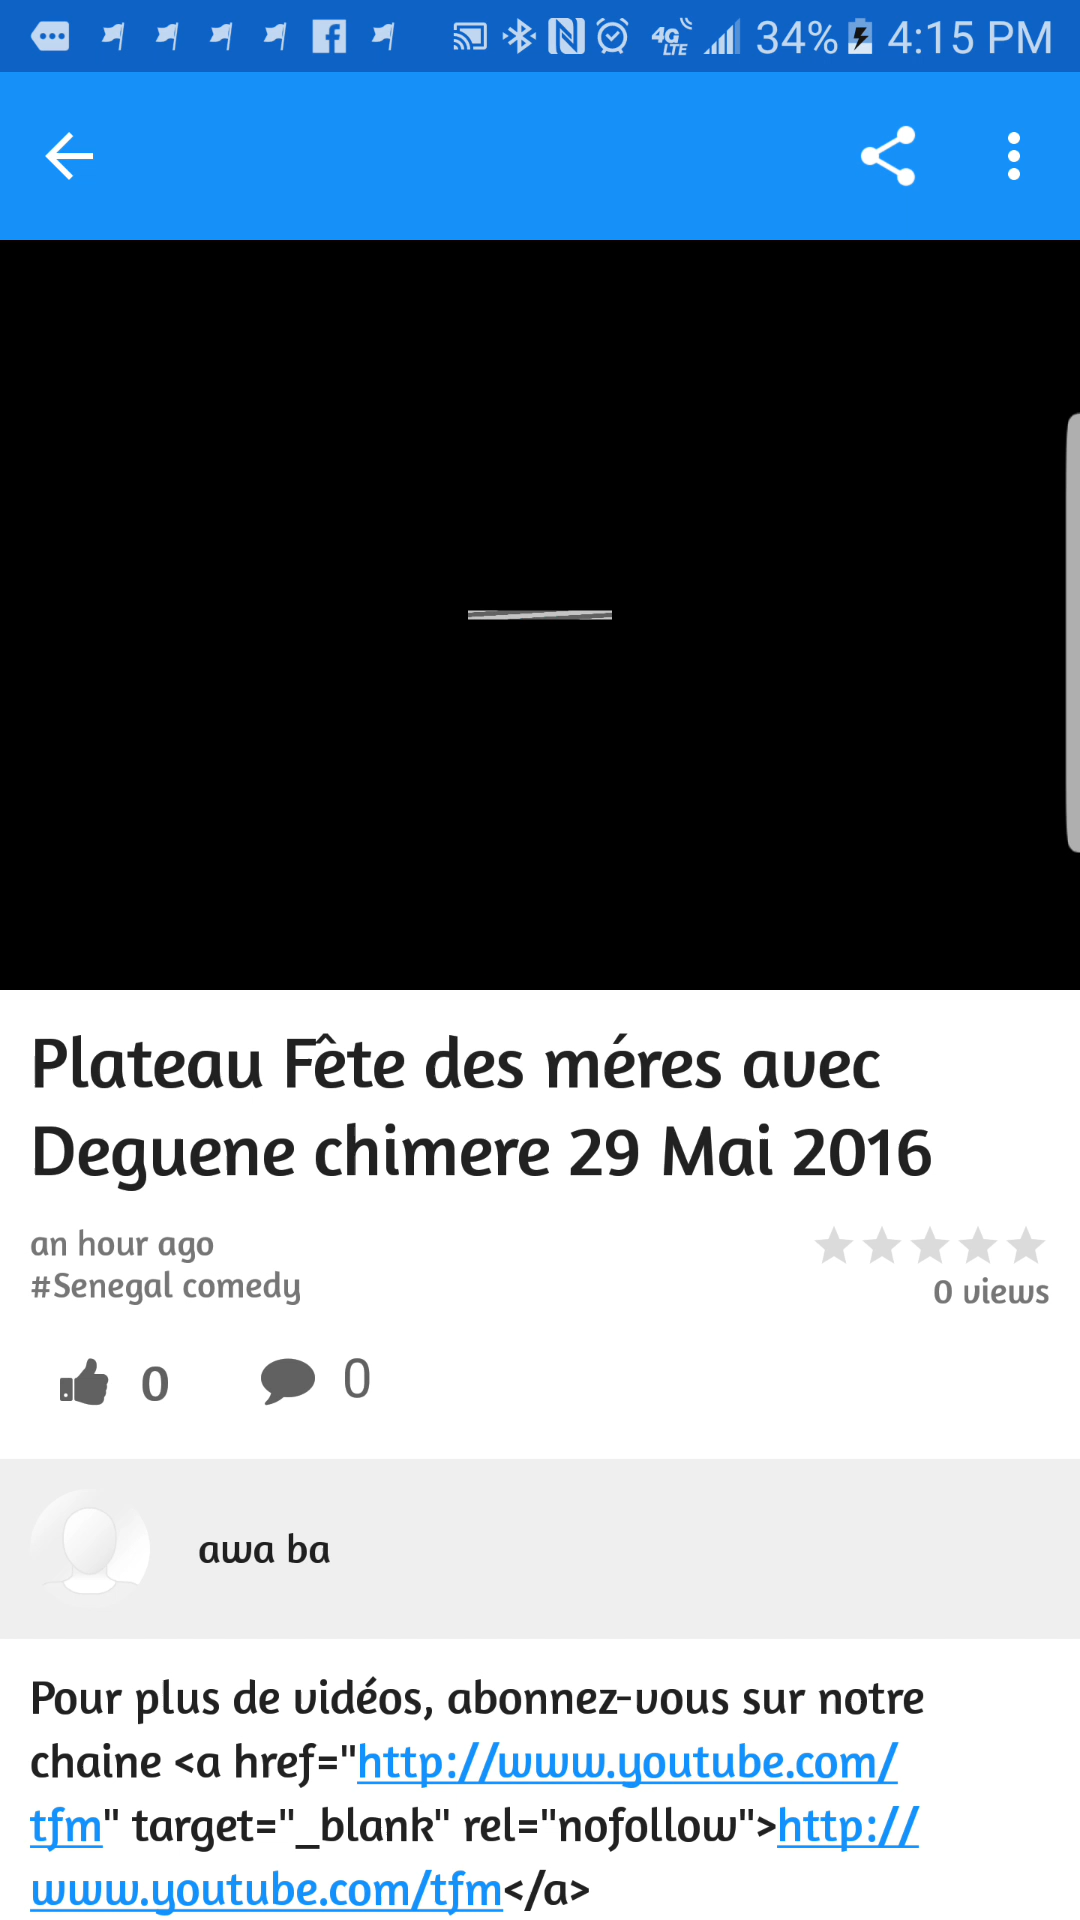 4G LTE 34% 4:15 PM
Plateau Fête des méres avec
Deguene chimere 29 Mai 2016
an hour ago
#Senegal comedy
0 views
0 0
awa ba
Pour plus de vidéos, abonnez-vous sur notre
chaine <a href="http://www.youtube.com/
tfm" target="_blank" rel="nofollow">http://
www.youtube.com/tfm</a>